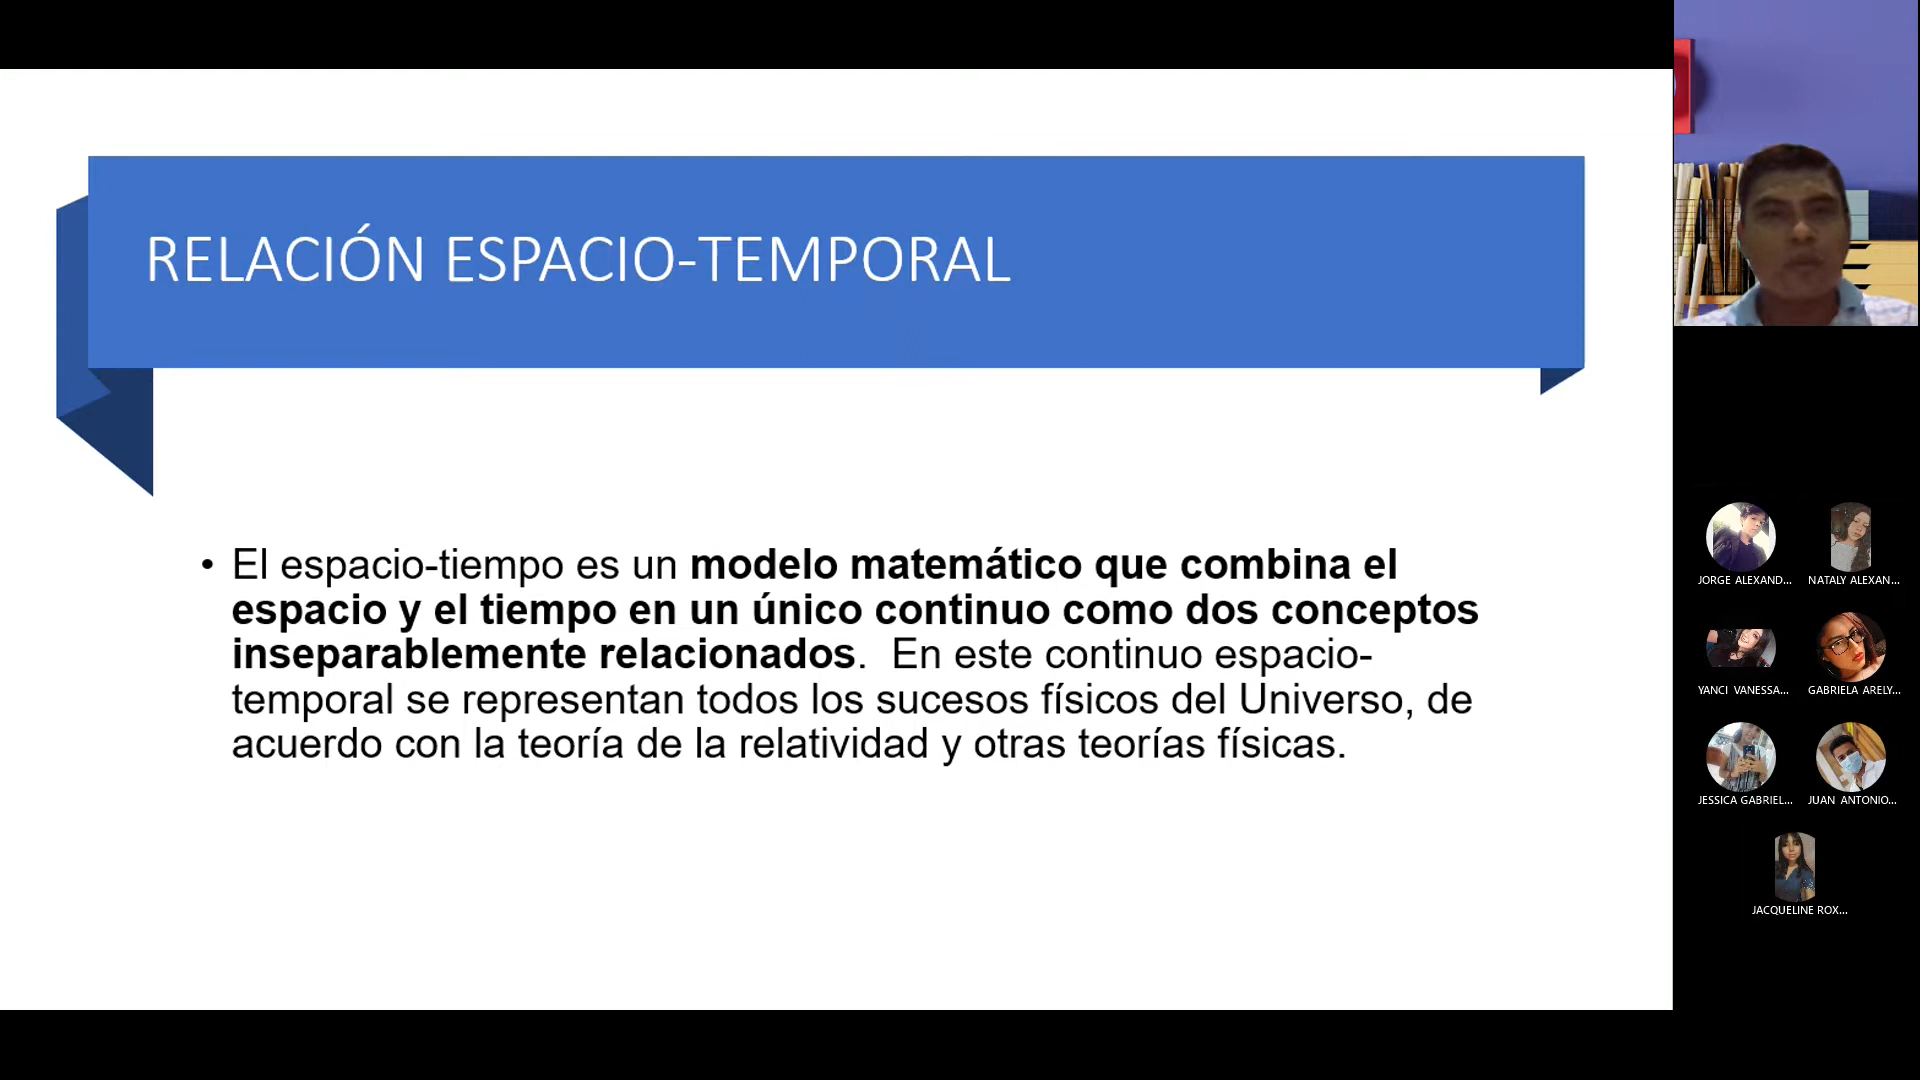 RELACIÓN ESPACIO-TEMPORAL
• El espacio-tiempo es un modelo matemático que combina el
espacio y el tiempo en un único continuo como dos conceptos
inseparablemente relacionados.  En este continuo espacio-
temporal se representan todos los sucesos físicos del Universo, de
acuerdo con la teoría de la relatividad y otras teorías físicas.
JORGE ALEXAND...
NATALY ALEXAN...
YANCI VANESSA...
GABRIELA ARELY...
JESSICA GABRIEL...
JUAN ANTONIO...
JACQUELINE ROX...